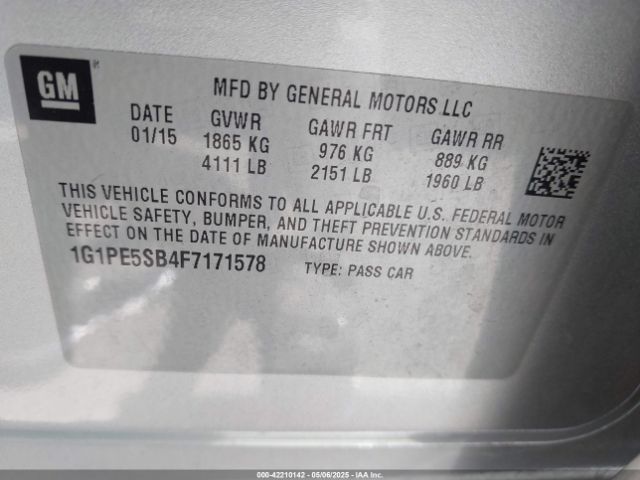 GM
MFD BY GENERAL MOTORS LLC
DATE GVWR GAWR FRT GAWR RR
01/15 1865 KG 976 KG 889 KG
4111 LB 2151 LB 1960 LB
THIS VEHICLE CONFORMS TO ALL APPLICABLE U.S. FEDERAL MOTOR
VEHICLE SAFETY, BUMPER, AND THEFT PREVENTION STANDARDS IN
EFFECT ON THE DATE OF MANUFACTURE SHOWN ABOVE.
1G1PE5SB4F7171578 TYPE: PASS CAR
000-42210142 - 05/06/2025 - IAA Inc.